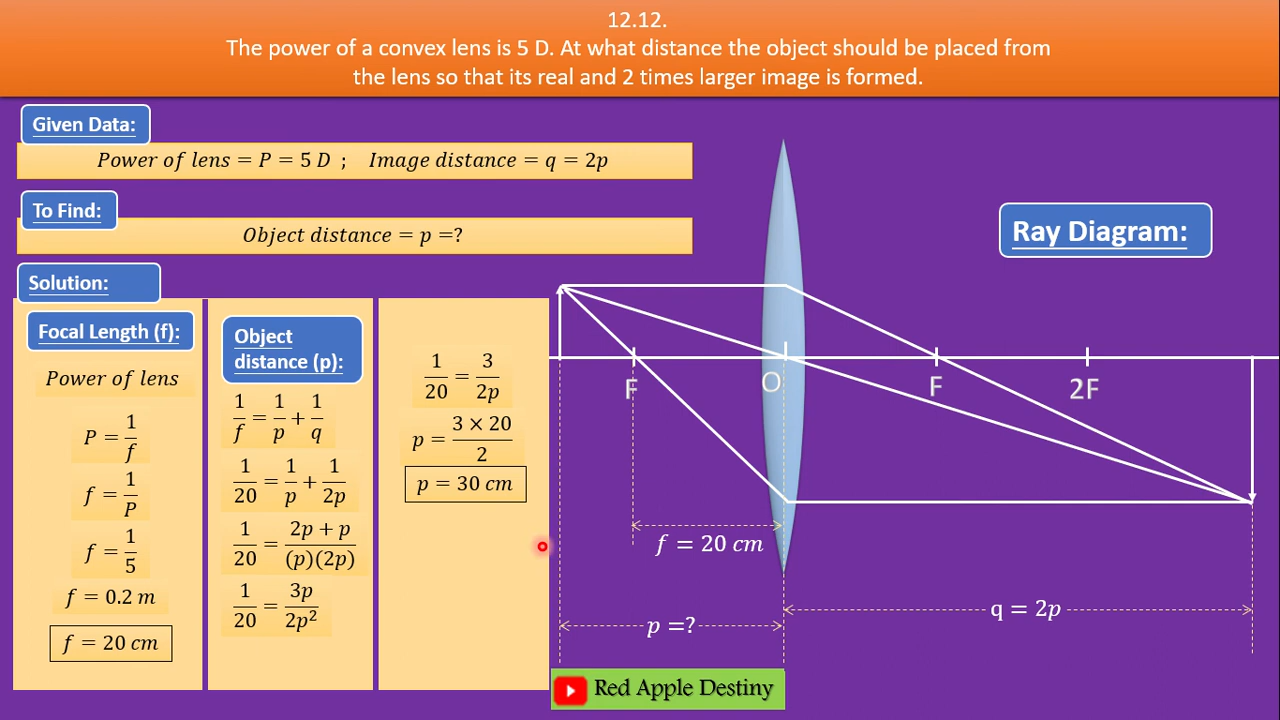 12.12.
The power of a convex lens is 5 D. At what distance the object should be placed from
the lens so that its real and 2 times larger image is formed.
Given Data:
Power of lens = P = 5 D ; Image distance = q = 2p
To Find:
Object distance = p =?
Solution:
Focal Length (f):
Power of lens
P = 1/f
f = 1/P
f = 1/5
f = 0.2 m
f = 20 cm
Object
distance (p):
1/f = 1/p + 1/q
1/20 = 1/p + 1/2p
1/20 = 2p + p/(p)(2p)
1/20 = 3p/2p²
1/20 = 3/2p
p = 3 × 20/2
p = 30 cm
Ray Diagram:
F
O
F
2F
f = 20 cm
q = 2p
p =?
Red Apple Destiny